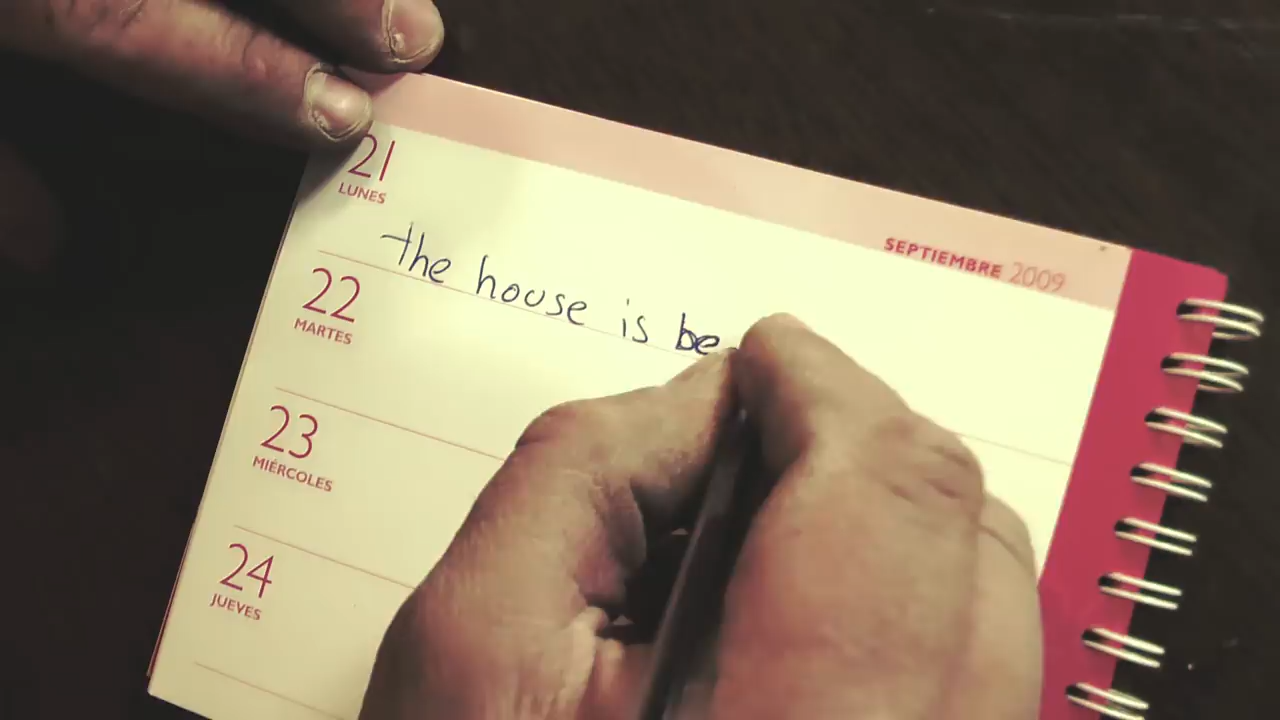 SEPTIEMBRE 2009
21
LUNES
the house is be
22
MARTES
23
MIÉRCOLES
24
JUEVES